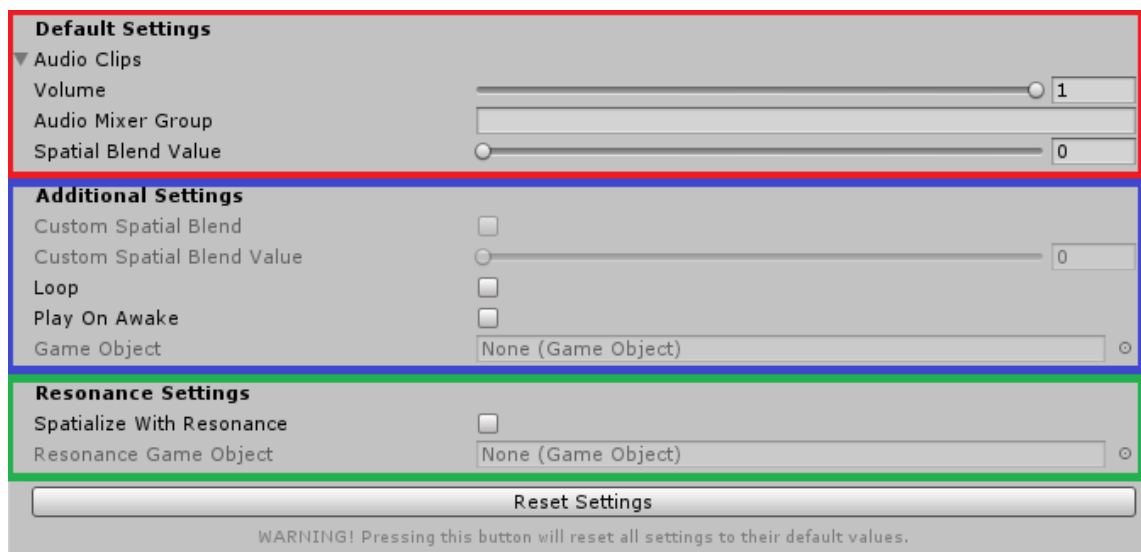 Default Settings
Audio Clips
Volume 1
Audio Mixer Group
Spatial Blend Value 0
Additional Settings
Custom Spatial Blend
Custom Spatial Blend Value 0
Loop
Play On Awake
Game Object None (Game Object)
Resonance Settings
Spatialize With Resonance
Resonance Game Object None (Game Object)
Reset Settings
WARNING! Pressing this button will reset all settings to their default values.